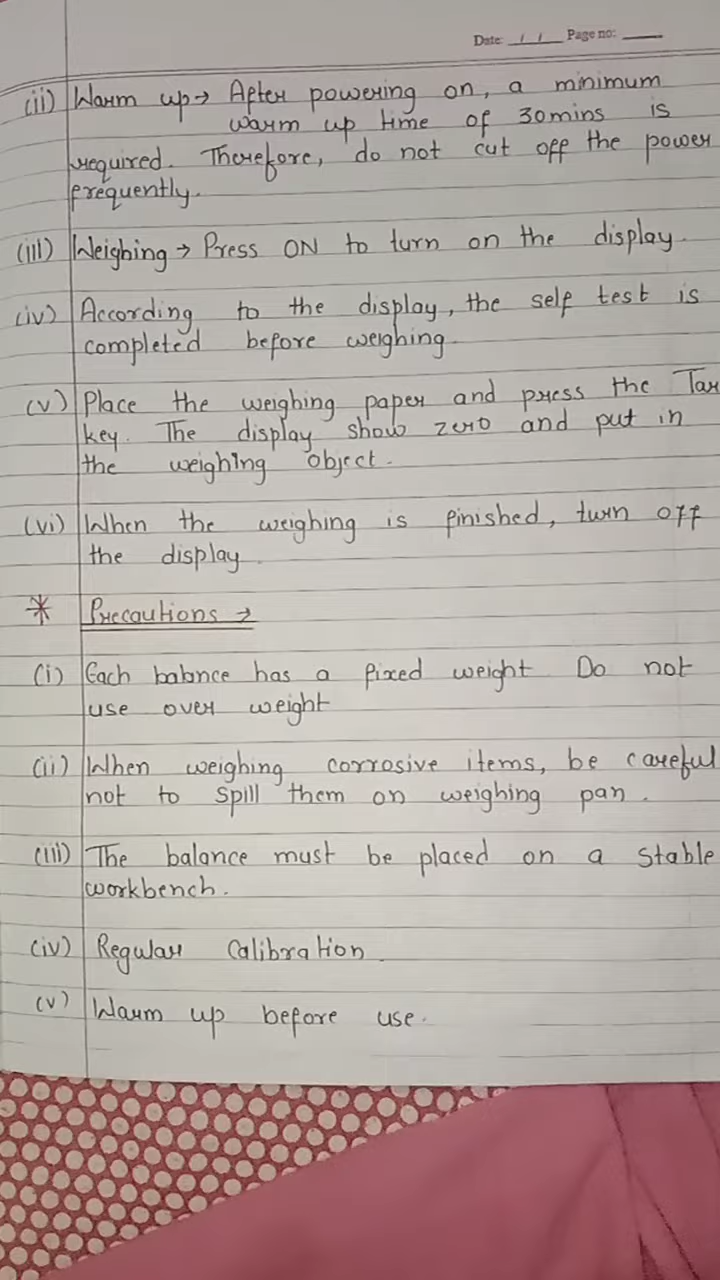 Date: / / Page no:
(ii) Warm up → After powering on, a minimum
warm up time of 30mins is
required. Therefore, do not cut off the power
frequently.
(iii) Weighing → Press ON to turn on the display.
(iv) According to the display, the self test is
completed before weighing.
(v) Place the weighing paper and press the Tar
key. The display show zero and put in
the weighing object.
(vi) When the weighing is finished, turn off
the display.
* Precautions →
(i) Each balance has a fixed weight Do not
use over weight
(ii) When weighing corrosive items, be careful
not to spill them on weighing pan.
(iii) The balance must be placed on a stable
workbench.
(iv) Regular Calibration.
(v) Warm up before use.